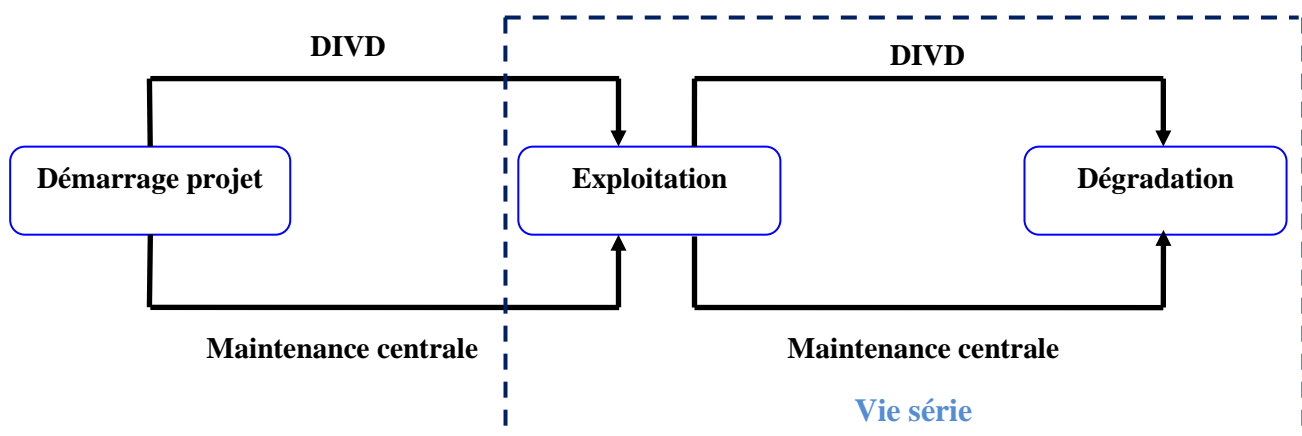 DIVD
DIVD
Démarrage projet
Exploitation
Dégradation
Maintenance centrale
Maintenance centrale
Vie série